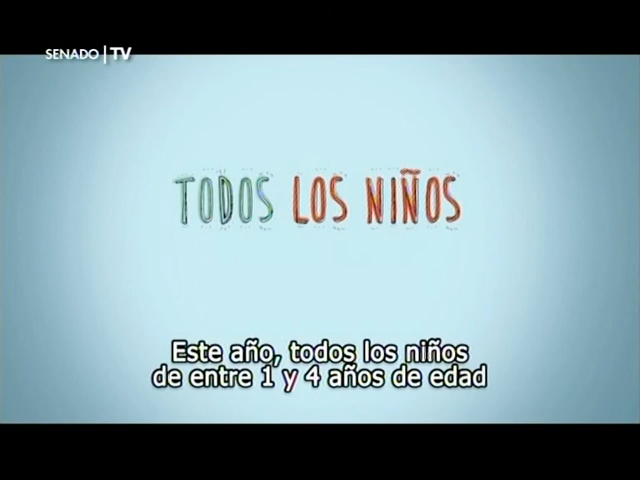 SENADO | TV
TODOS LOS NIÑOS
Este año, todos los niños
de entre 1 y 4 años de edad